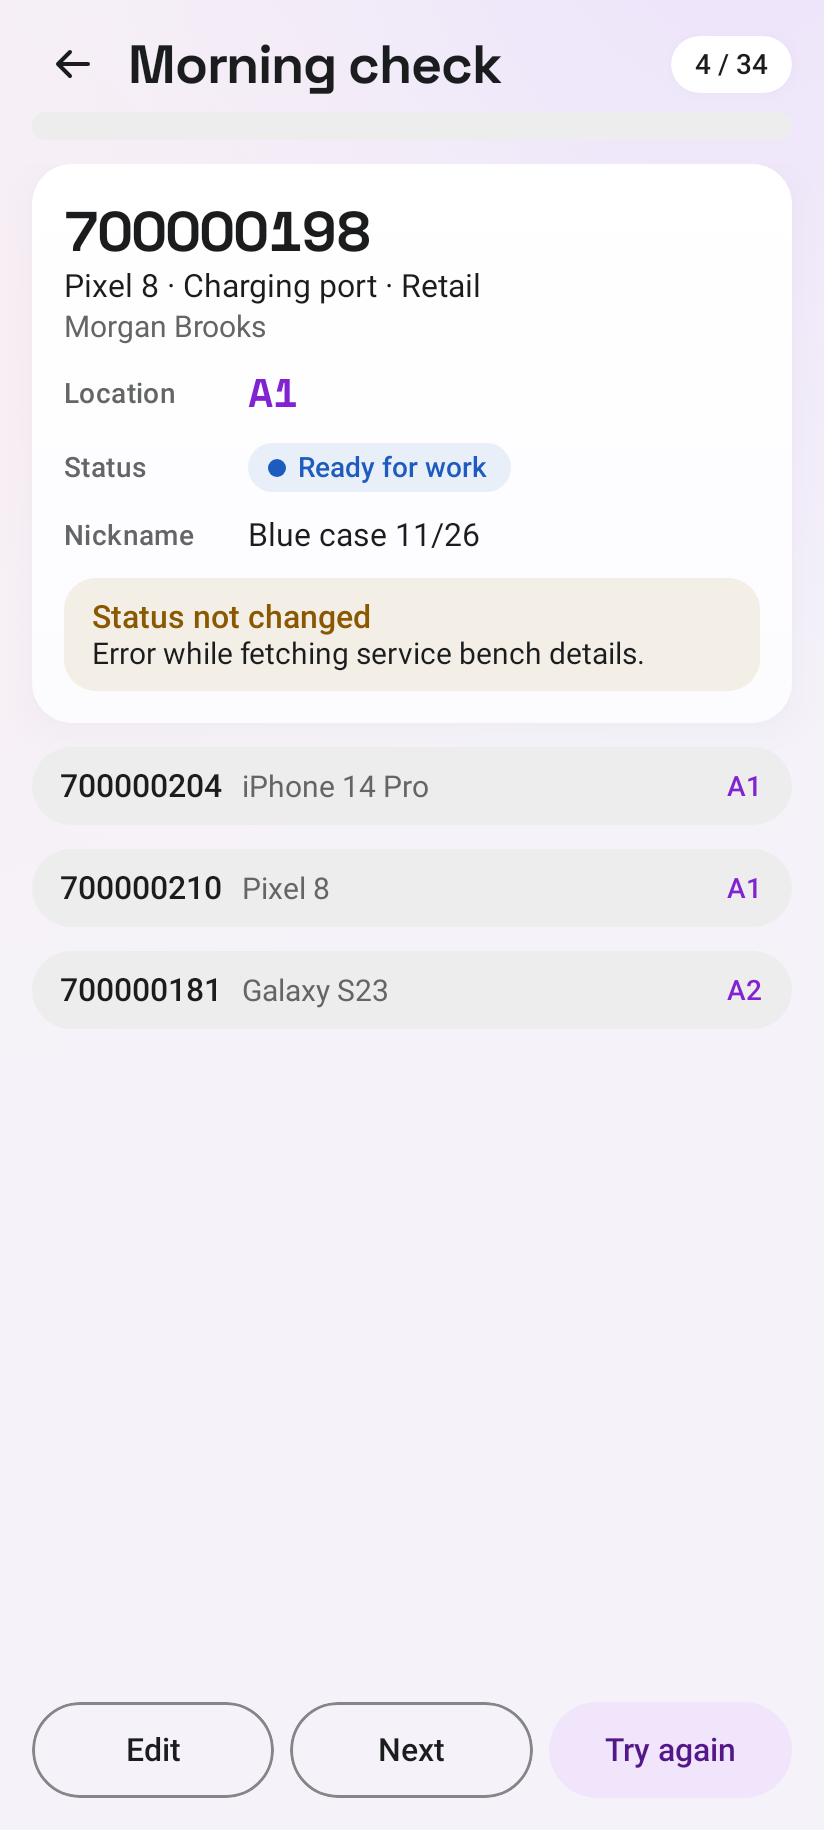 Morning check
4 / 34
700000198
Pixel 8 · Charging port · Retail
Morgan Brooks
Location A1
Status Ready for work
Nickname Blue case 11/26
Status not changed
Error while fetching service bench details.
700000204 iPhone 14 Pro A1
700000210 Pixel 8 A1
700000181 Galaxy S23 A2
Edit Next Try again